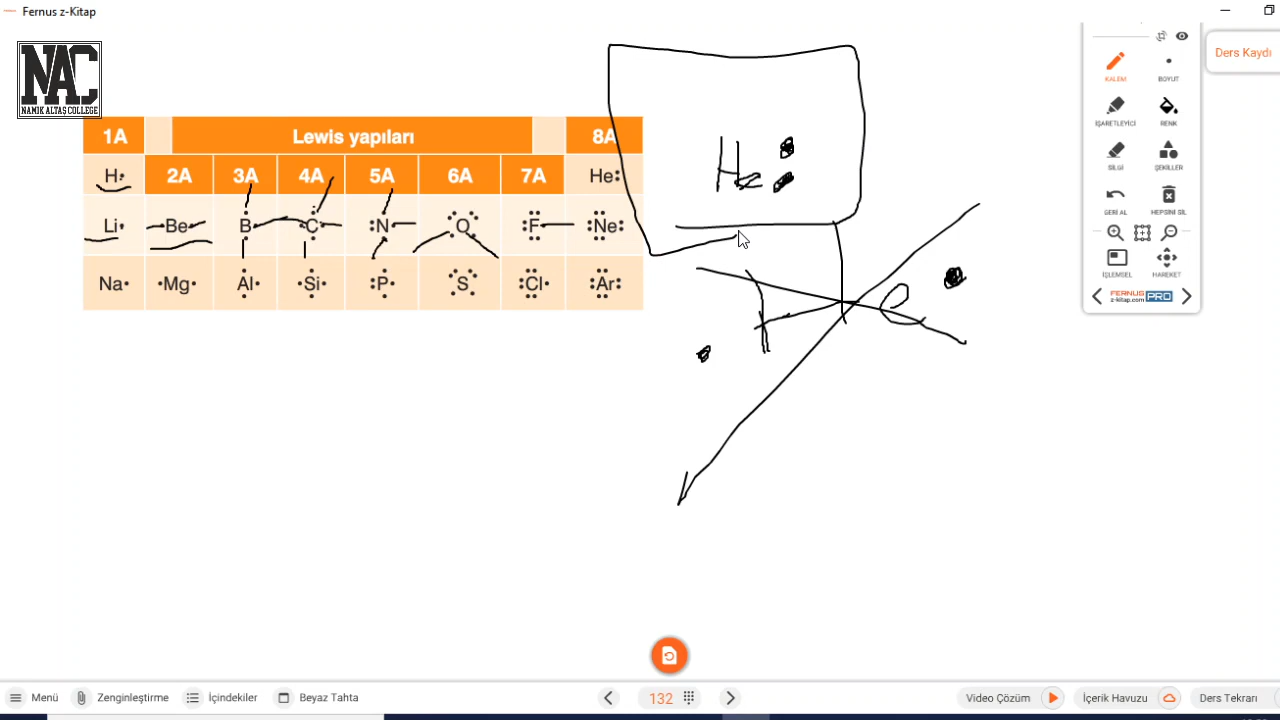 Fernus z-Kitap
NAC
NAMIK ALTAŞ COLLEGE
Ders Kaydı
KALEM
BOYUT
İŞARETLEYİCİ
RENK
SİLGİ
ŞEKİLLER
GERİ AL
HEPSİNİ SİL
İŞLEMSEL
HAREKET
FERNUS
z-kitap.com PRO
1A Lewis yapıları 8A
H• 2A 3A 4A 5A 6A 7A He:
Li• Be B C N O F Ne
Na• Mg Al Si P S Cl Ar
He:
He
Menü
Zenginleştirme
İçindekiler
Beyaz Tahta
132
Video Çözüm
İçerik Havuzu
Ders Tekrarı